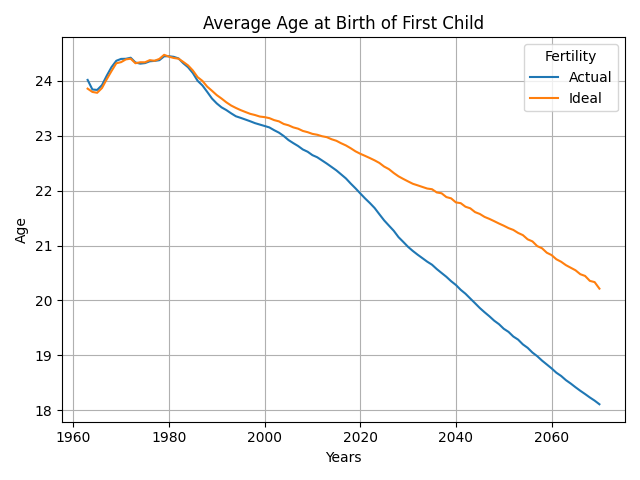 Average Age at Birth of First Child
Fertility
Actual
Ideal
Age
24
23
22
21
20
19
18
1960 1980 2000 2020 2040 2060
Years